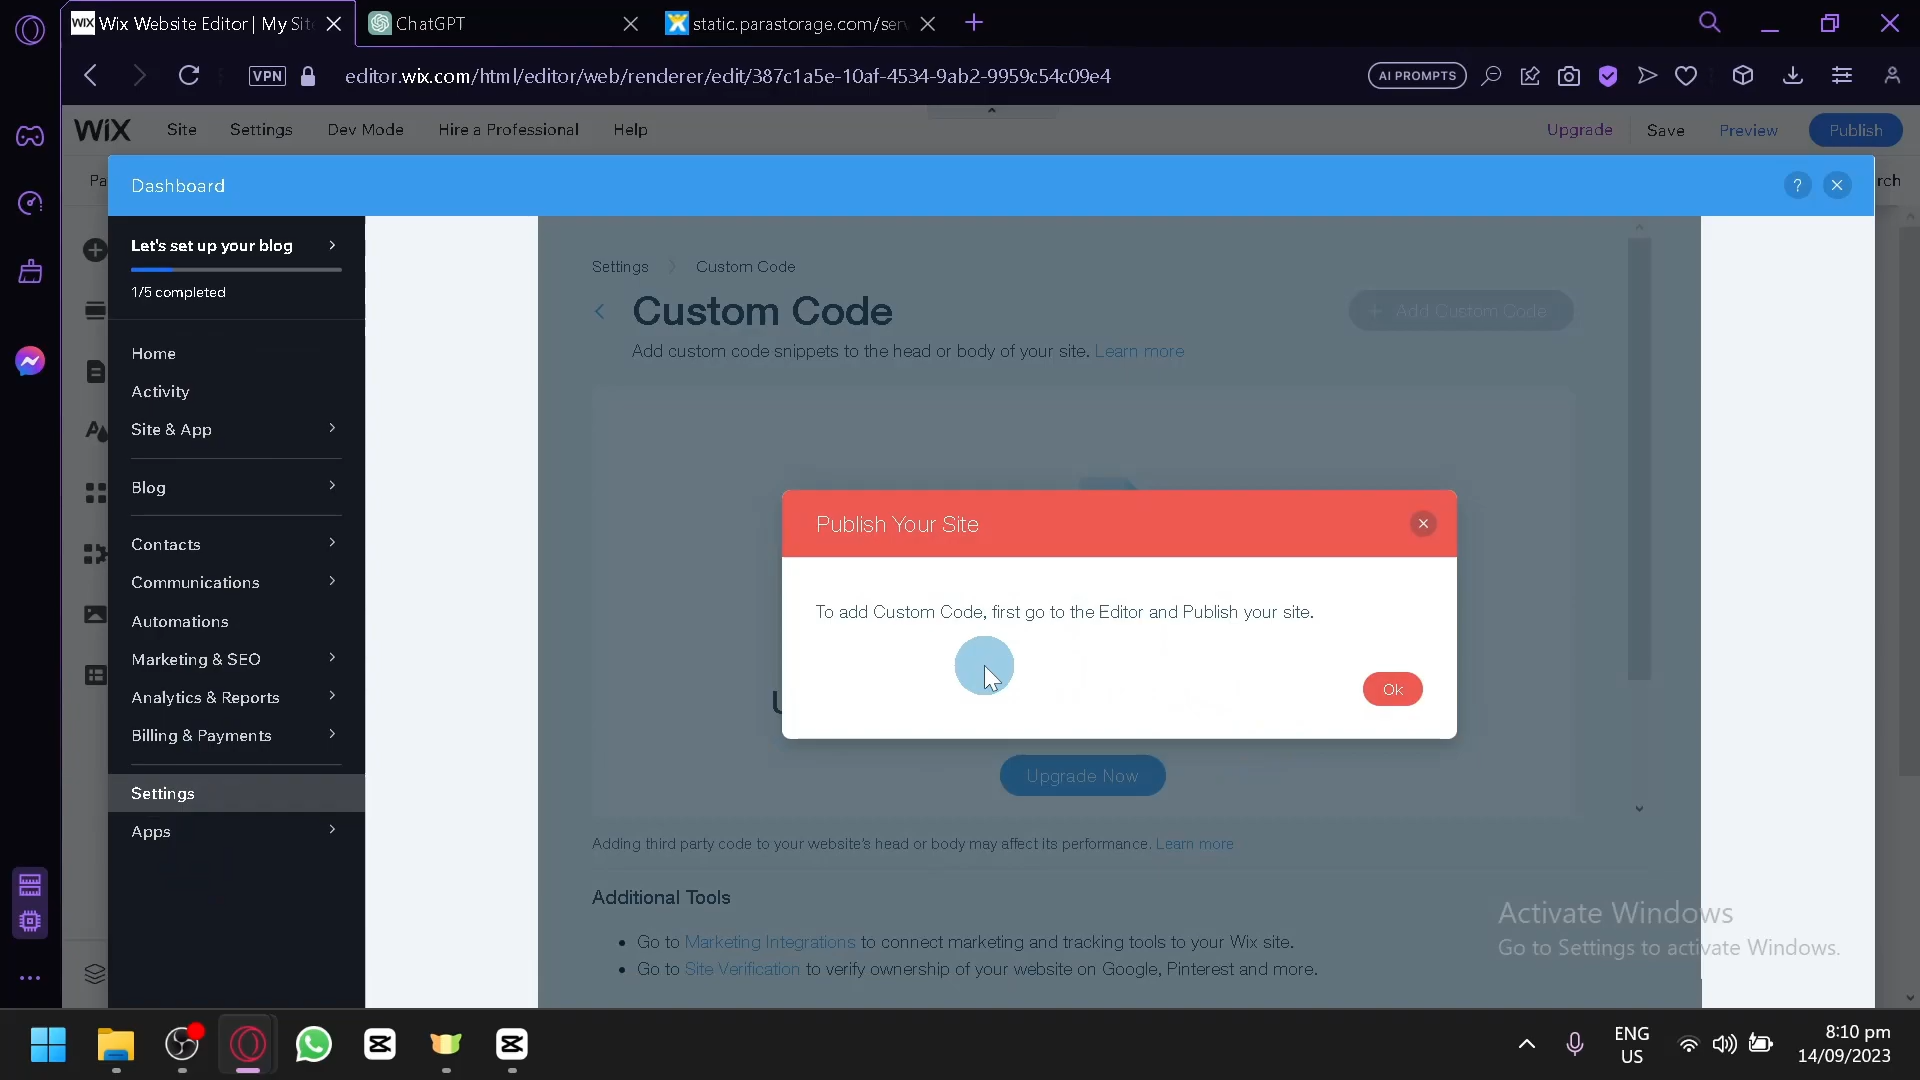 Wix Website Editor | My Sit
ChatGPT
static.parastorage.com/serv
VPN
editor.wix.com/html/editor/web/renderer/edit/387c1a5e-10af-4534-9ab2-9959c54c09e4
AI PROMPTS
WiX
Site
Settings
Dev Mode
Hire a Professional
Help
Upgrade
Save
Preview
Publish
Pa
rch
Dashboard
?
Let's set up your blog
1/5 completed
Home
Activity
Site & App
Blog
Contacts
Communications
Automations
Marketing & SEO
Analytics & Reports
Billing & Payments
Settings
Apps
Settings
Custom Code
Custom Code
+ Add Custom Code
Add custom code snippets to the head or body of your site. Learn more
Publish Your Site
To add Custom Code, first go to the Editor and Publish your site.
Ok
Upgrade Now
Adding third party code to your website's head or body may affect its performance. Learn more
Additional Tools
• Go to Marketing Integrations to connect marketing and tracking tools to your Wix site.
• Go to Site Verification to verify ownership of your website on Google, Pinterest and more.
Activate Windows
Go to Settings to activate Windows.
ENG
US
8:10 pm
14/09/2023